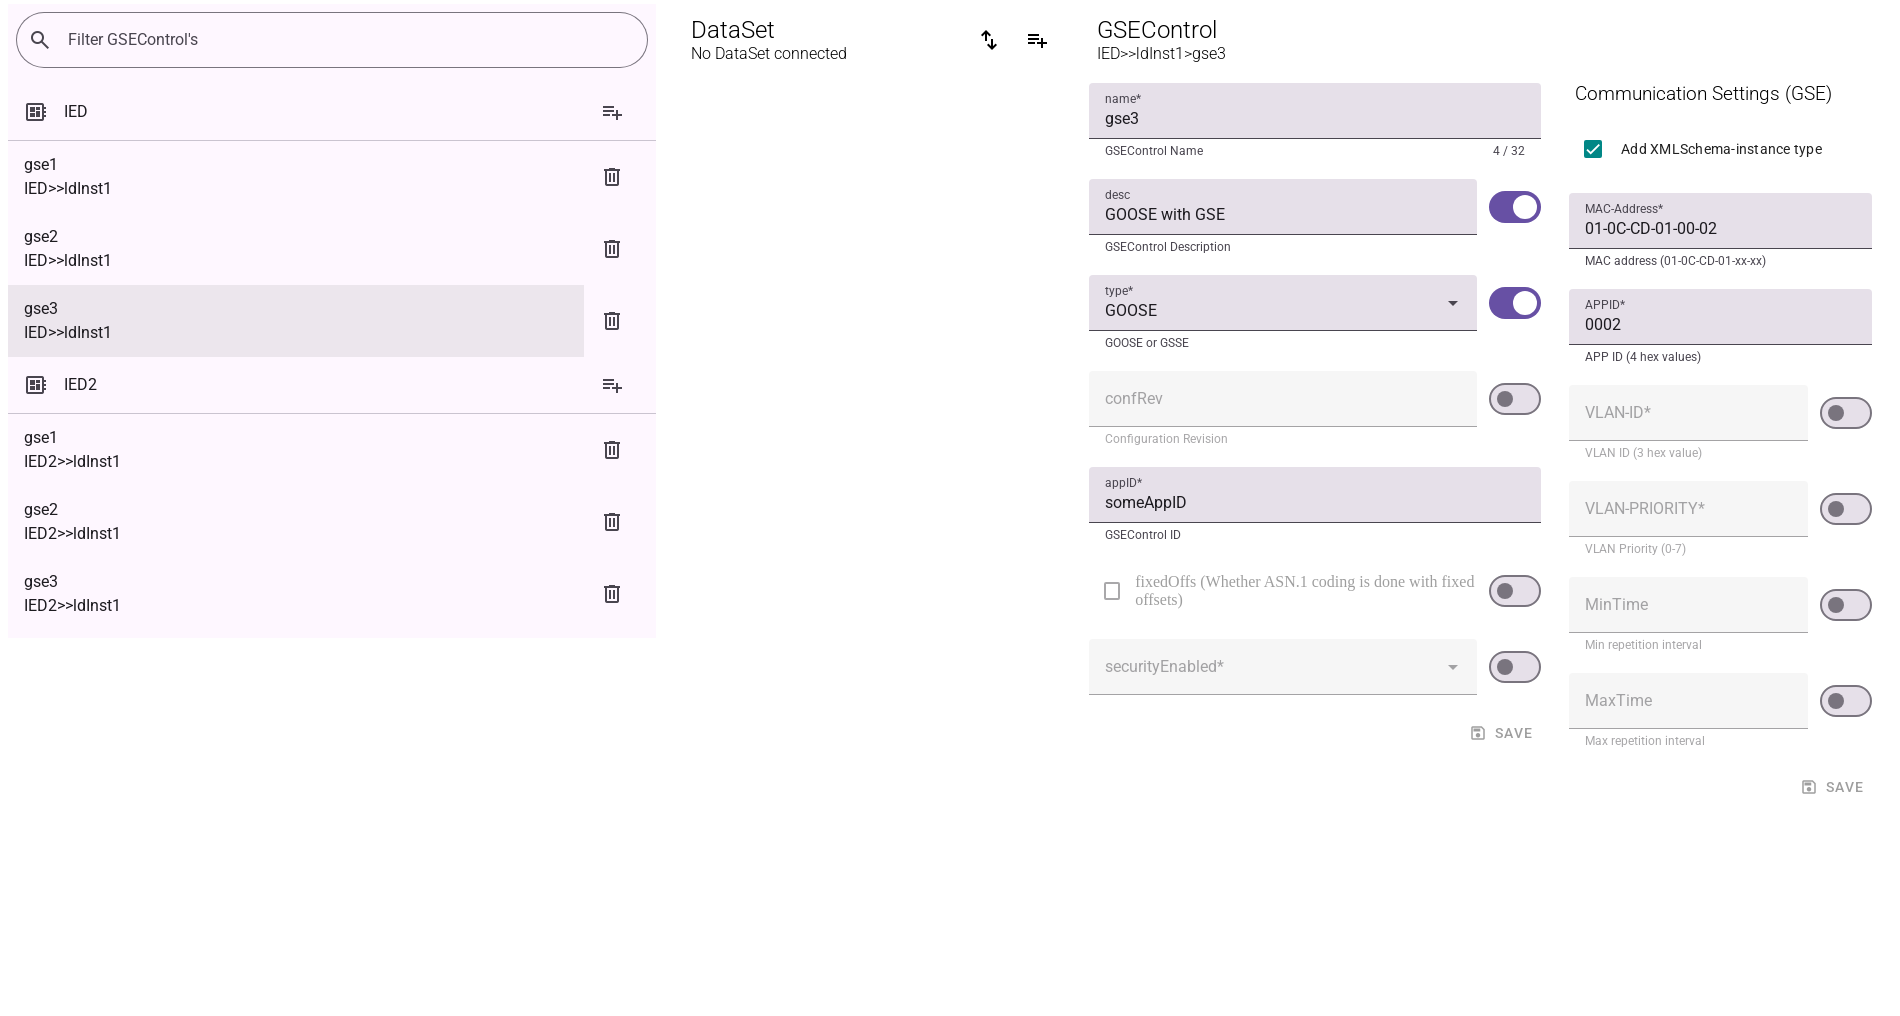 Filter GSEControl's
IED
gse1
IED>>ldInst1
gse2
IED>>ldInst1
gse3
IED>>ldInst1
IED2
gse1
IED2>>ldInst1
gse2
IED2>>ldInst1
gse3
IED2>>ldInst1
DataSet
No DataSet connected
GSEControl
IED>>ldInst1>gse3
name*
gse3
GSEControl Name
4 / 32
desc
GOOSE with GSE
GSEControl Description
type*
GOOSE
GOOSE or GSSE
confRev
Configuration Revision
appID*
someAppID
GSEControl ID
fixedOffs (Whether ASN.1 coding is done with fixed
offsets)
securityEnabled*
SAVE
Communication Settings (GSE)
Add XMLSchema-instance type
MAC-Address*
01-0C-CD-01-00-02
MAC address (01-0C-CD-01-xx-xx)
APPID*
0002
APP ID (4 hex values)
VLAN-ID*
VLAN ID (3 hex value)
VLAN-PRIORITY*
VLAN Priority (0-7)
MinTime
Min repetition interval
MaxTime
Max repetition interval
SAVE